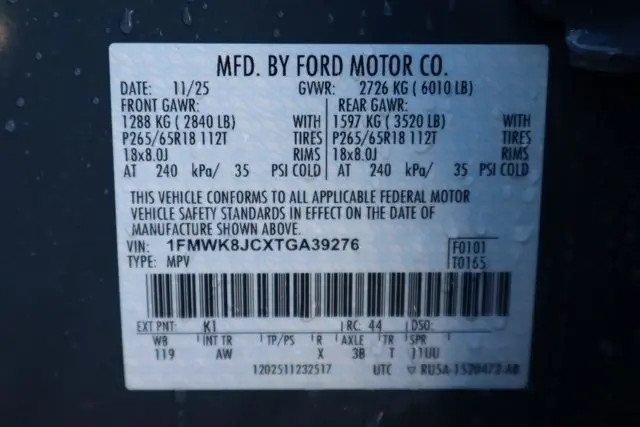 MFD. BY FORD MOTOR CO.
DATE: 11/25 GVWR: 2726 KG ( 6010 LB)
FRONT GAWR: REAR GAWR:
1288 KG ( 2840 LB) WITH 1597 KG ( 3520 LB) WITH
P265/65R18 112T TIRES P265/65R18 112T TIRES
18x8.0J RIMS 18x8.0J RIMS
AT 240 kPa/ 35 PSI COLD AT 240 kPa/ 35 PSI COLD
THIS VEHICLE CONFORMS TO ALL APPLICABLE FEDERAL MOTOR
VEHICLE SAFETY STANDARDS IN EFFECT ON THE DATE OF
MANUFACTURE SHOWN ABOVE.
VIN: 1FMWK8JCXTGA39276 F0101
TYPE: MPV T0165
EXT PNT: K1 RC: 44 DSO:
WB INT TR TP/PS R AXLE TR SPR
119 AW X 38 T 11UU
1202511232517 UTC RU5A-1520472-AB